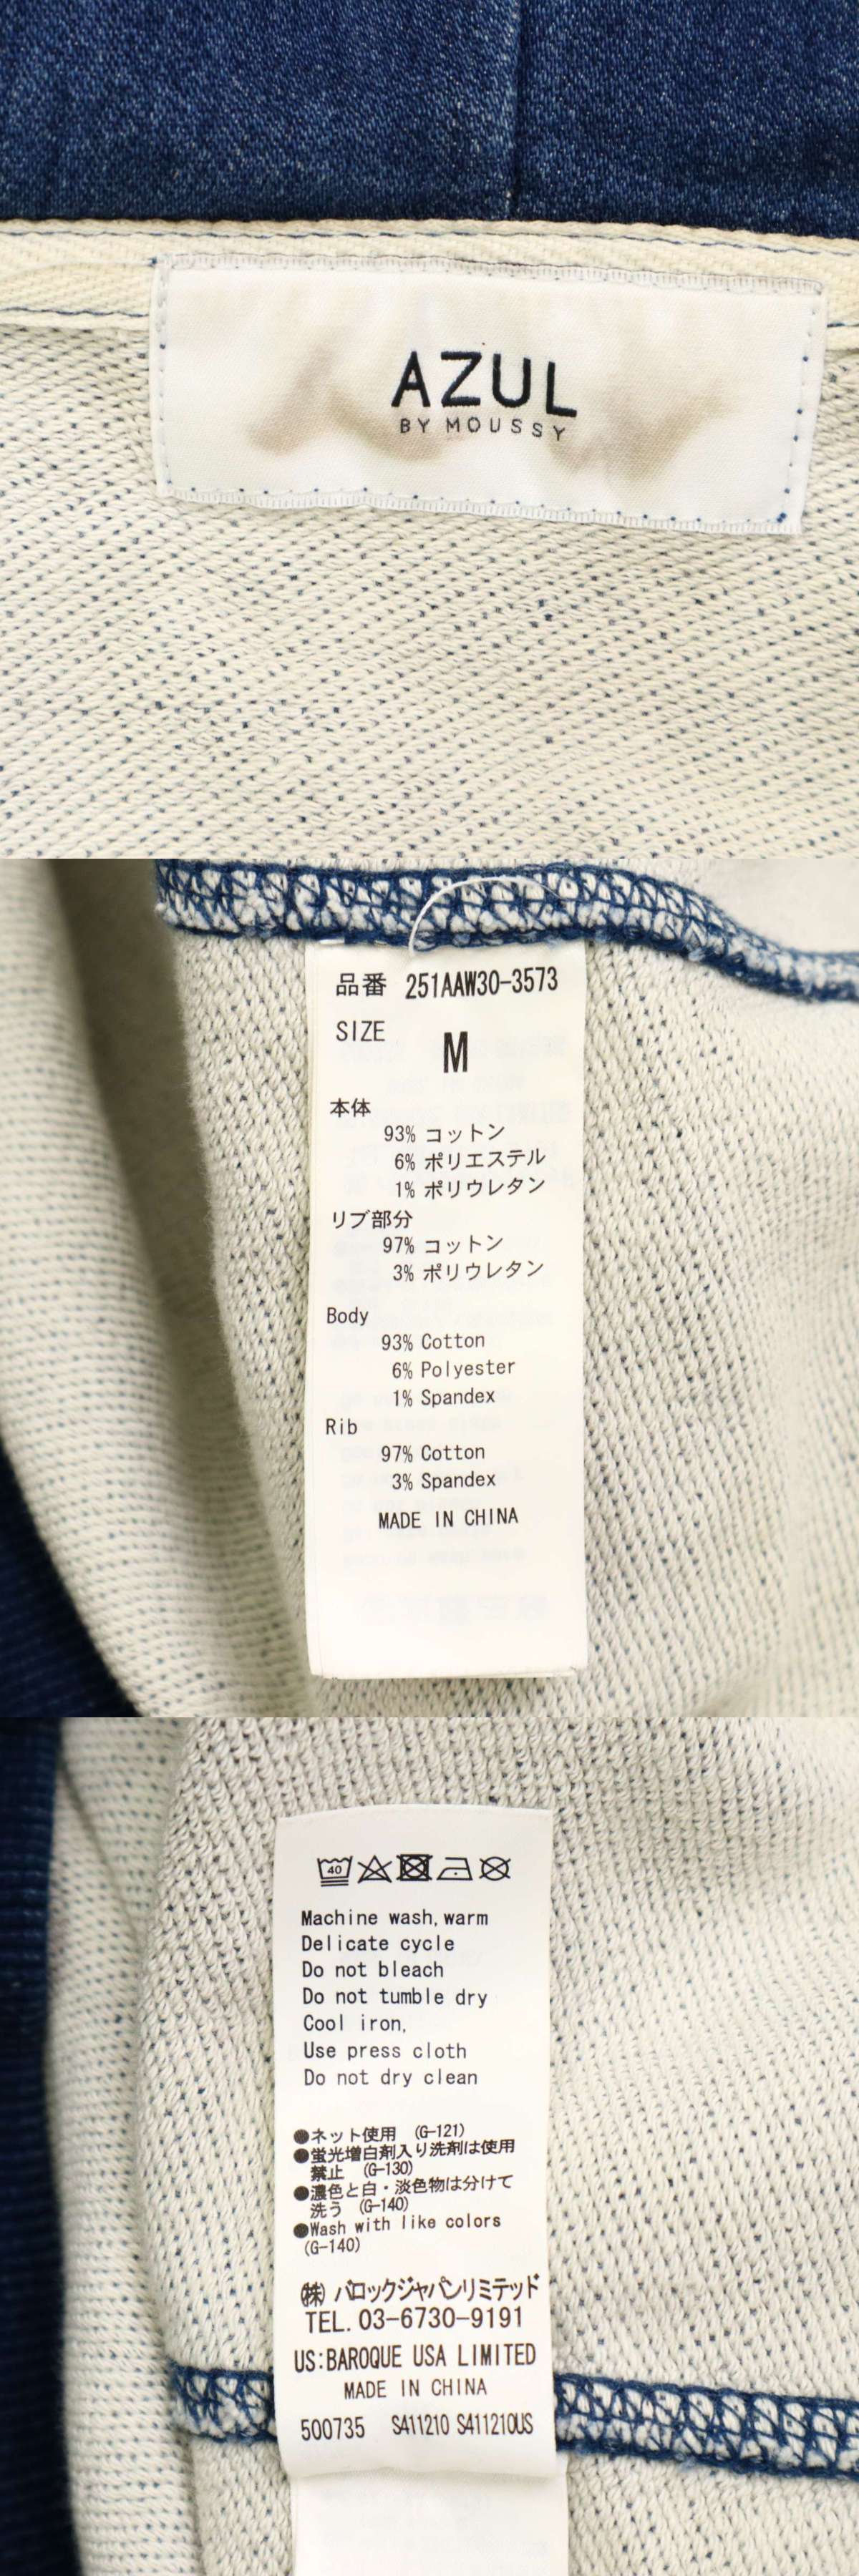 AZUL
BY MOUSSY
品番 251AAW30-3573
SIZE
M
本体
93% コットン
6% ポリエステル
1% ポリウレタン
リブ部分
97% コットン
3% ポリウレタン
Body
93% Cotton
6% Polyester
1% Spandex
Rib
97% Cotton
3% Spandex
MADE IN CHINA
40
Machine wash, warm
Delicate cycle
Do not bleach
Do not tumble dry
Cool iron,
Use press cloth
Do not dry clean
●ネット使用 (G-121)
●蛍光増白剤入り洗剤は使用
禁止 (G-130)
●濃色と白・淡色物は分けて
洗う (G-140)
●Wash with like colors
(G-140)
㈱ バロックジャパンリミテッド
TEL. 03-6730-9191
US:BAROQUE USA LIMITED
MADE IN CHINA
500735 S411210 S411210US